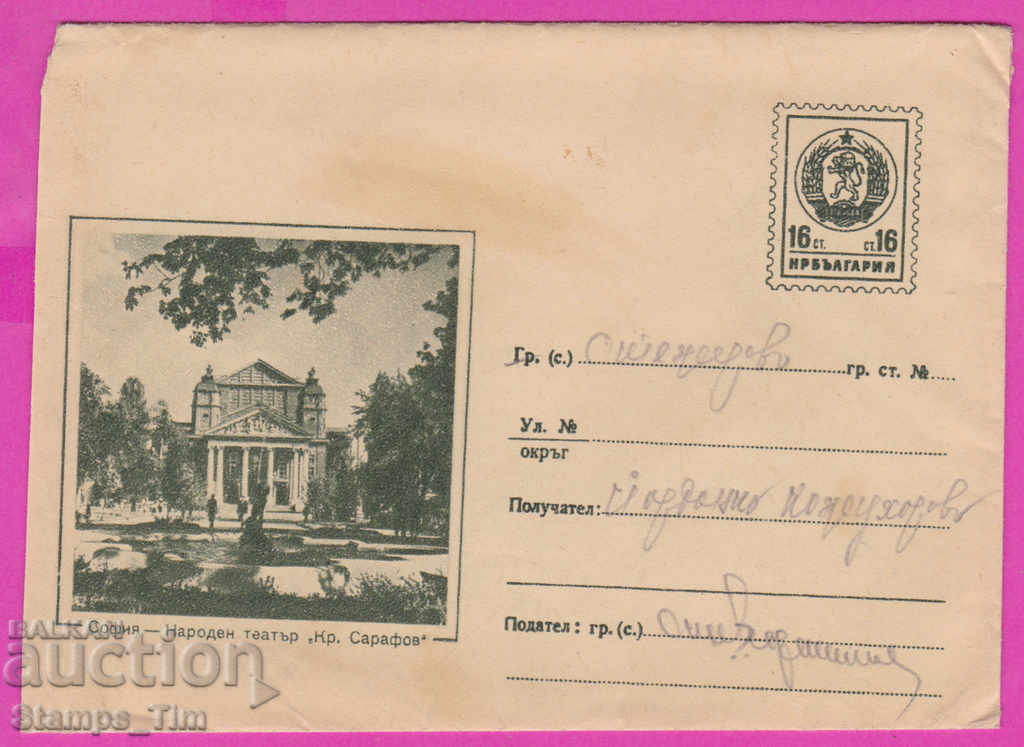 16 ст. ст. 16
НРБЪЛГАРИЯ
Гр. (с.) гр. ст. №
Ул. №
окръг
Получател:
Подател: гр. (с.)
София — Народен театър „Кр. Сарафов"
BALKAN
auction
Stamps_Tim